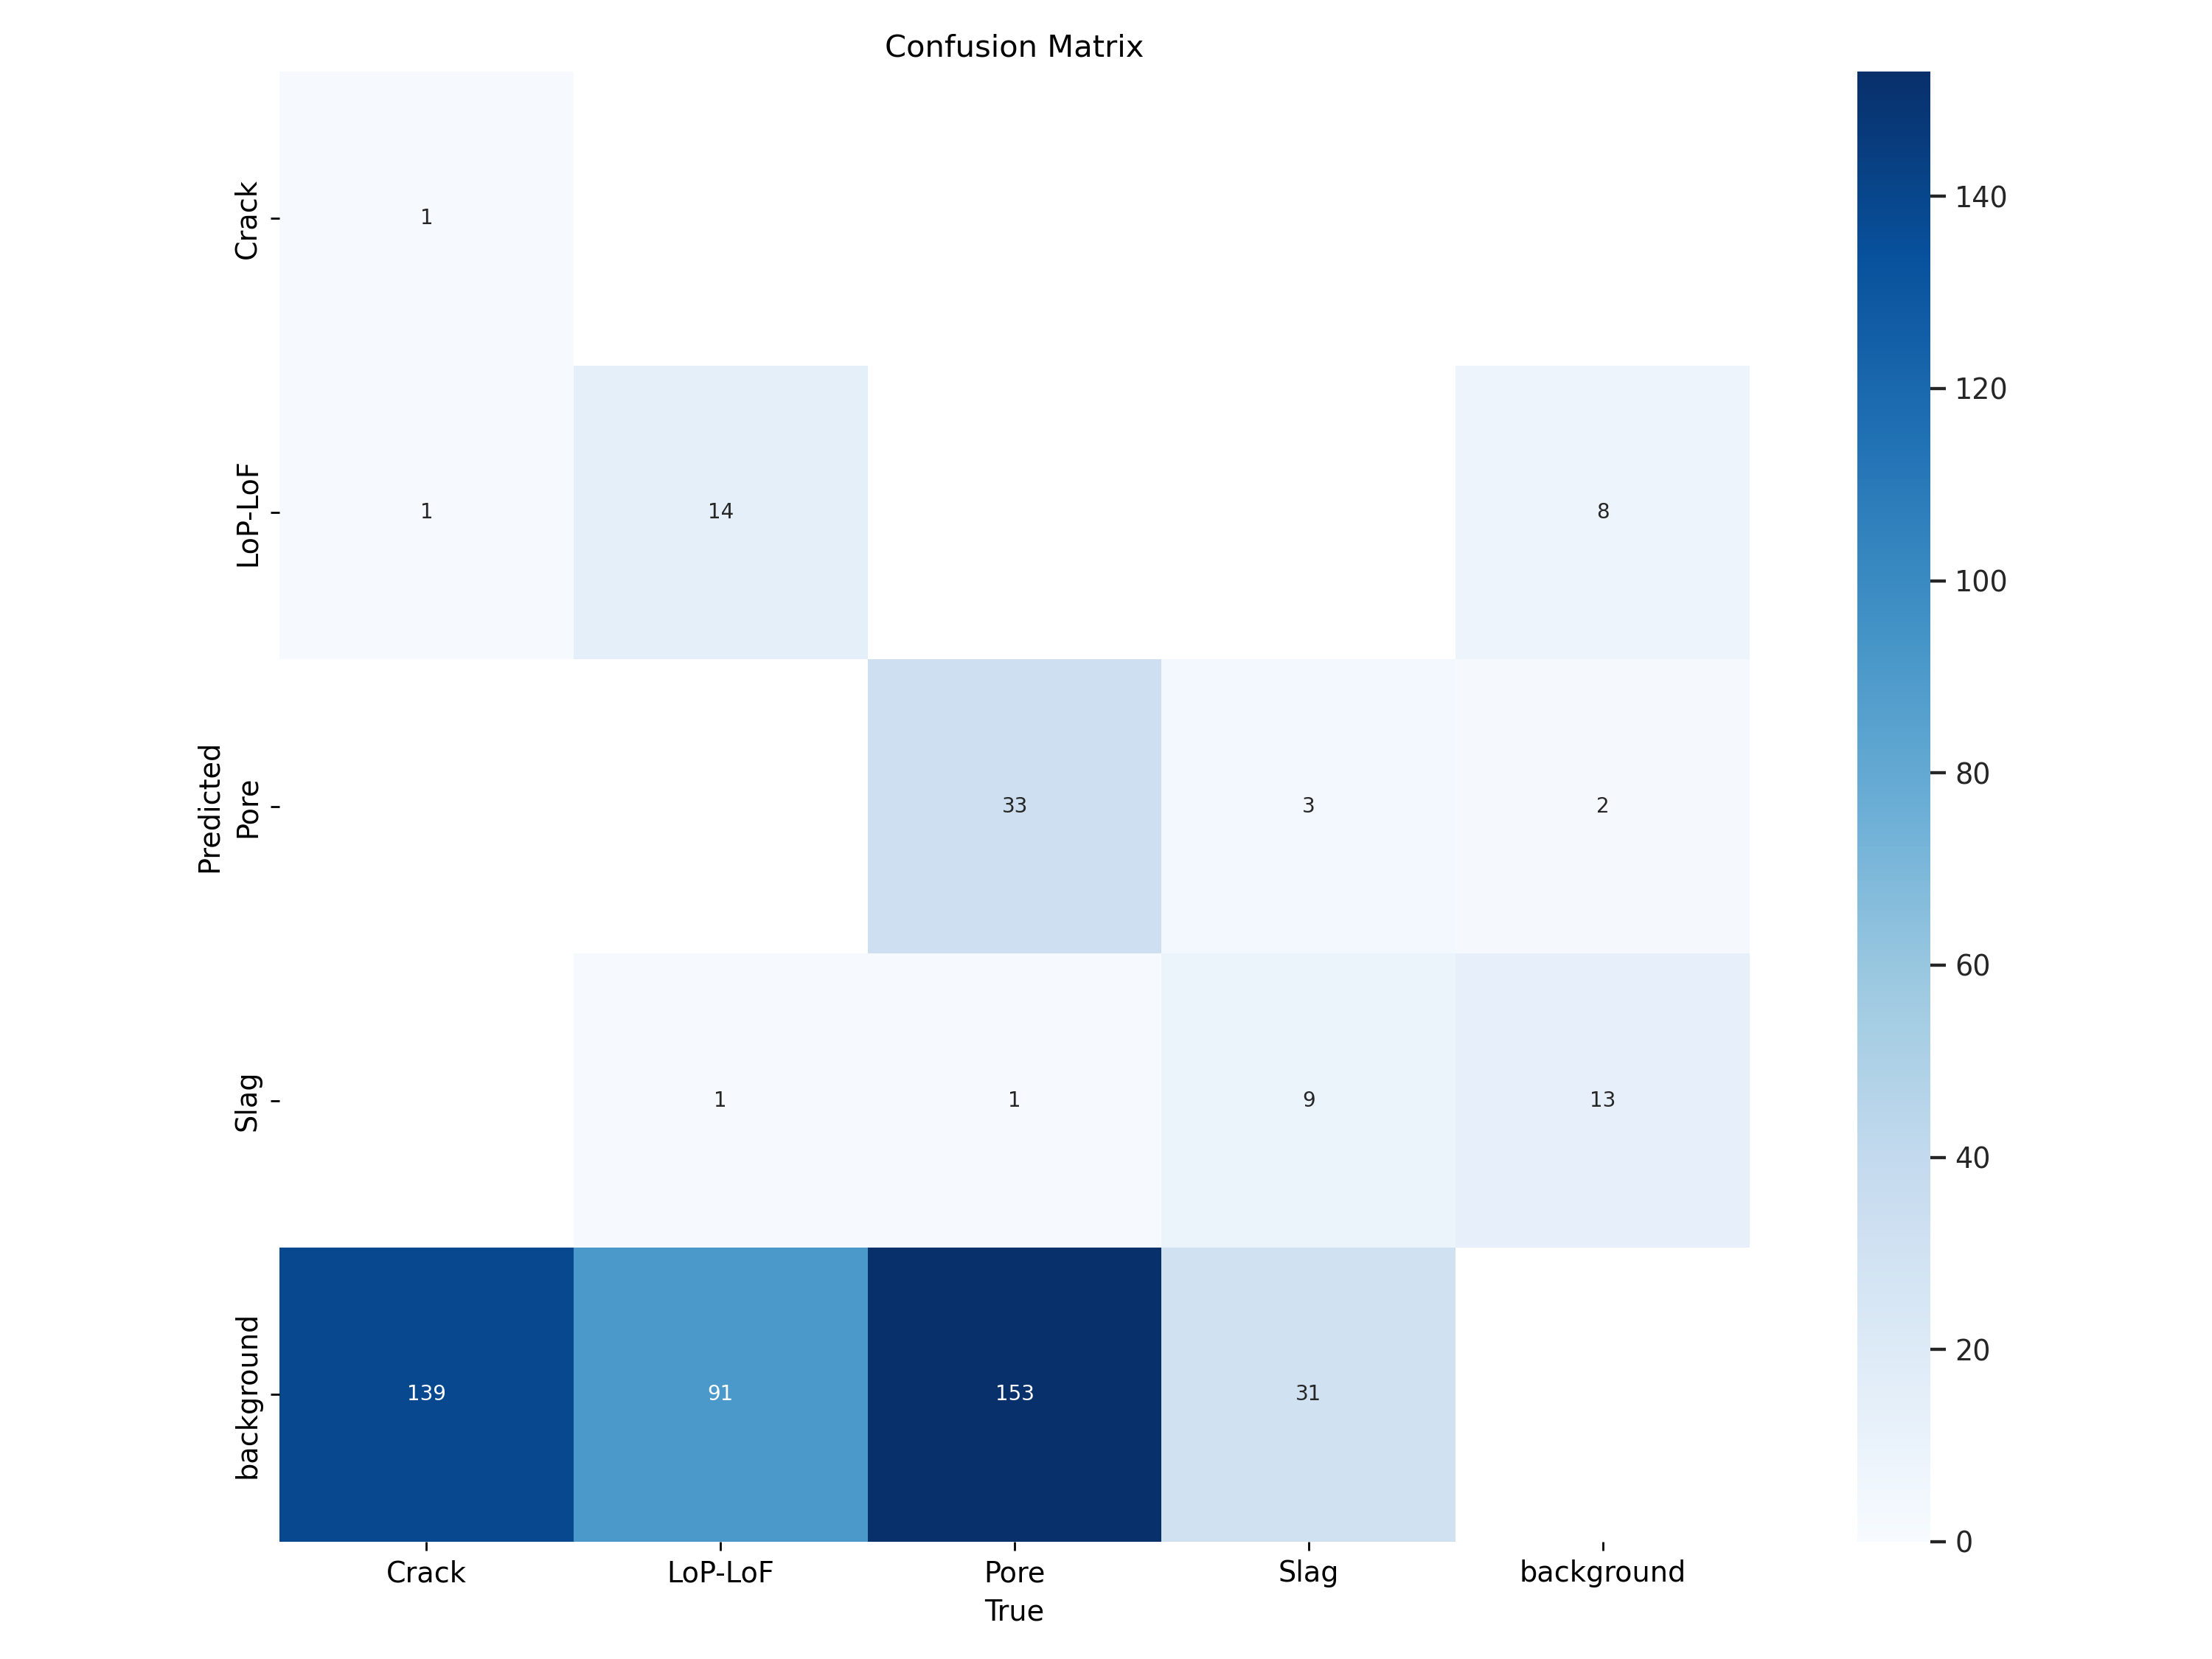 Confusion Matrix
Crack
1
LoP-LoF
1 14 8
Predicted
Pore
33 3 2
Slag
1 1 9 13
background
139 91 153 31
Crack LoP-LoF Pore Slag background
True
140
120
100
80
60
40
20
0